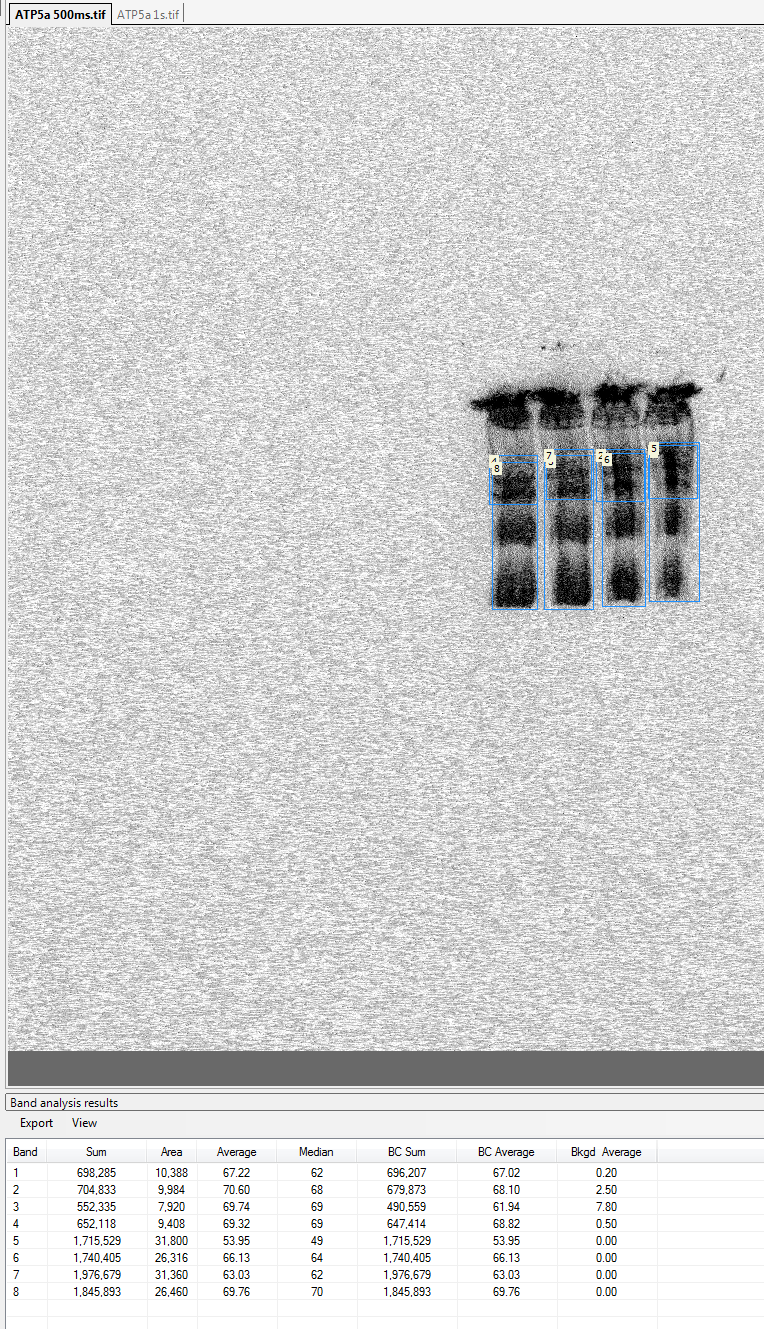 ATP5a 500ms.tif ATP5a 1s.tif
5
7
2 6
4
8
Band analysis results
Export View
Band Sum Area Average Median BC Sum BC Average Bkgd Average
1 698,285 10,388 67.22 62 696,207 67.02 0.20
2 704,833 9,984 70.60 68 679,873 68.10 2.50
3 552,335 7,920 69.74 69 490,559 61.94 7.80
4 652,118 9,408 69.32 69 647,414 68.82 0.50
5 1,715,529 31,800 53.95 49 1,715,529 53.95 0.00
6 1,740,405 26,316 66.13 64 1,740,405 66.13 0.00
7 1,976,679 31,360 63.03 62 1,976,679 63.03 0.00
8 1,845,893 26,460 69.76 70 1,845,893 69.76 0.00